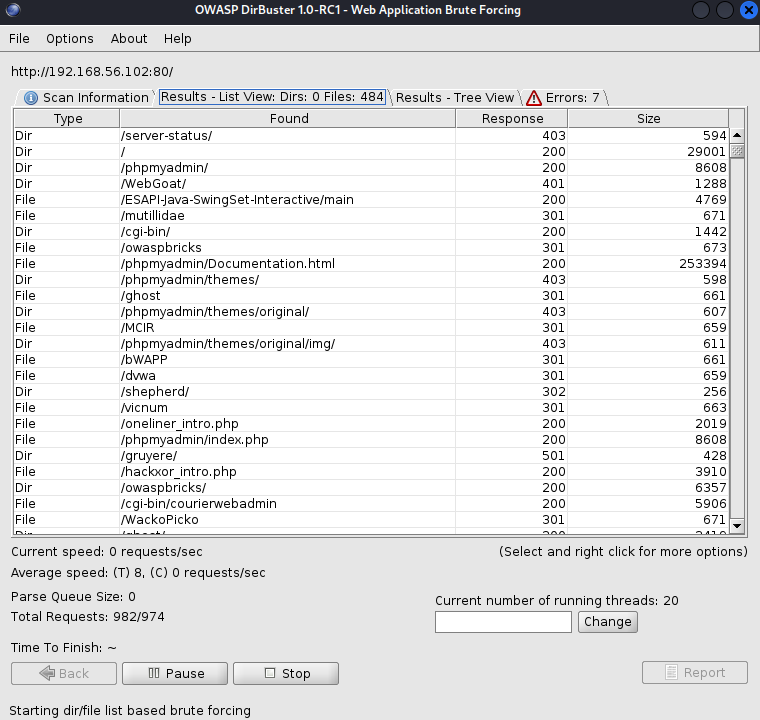 OWASP DirBuster 1.0-RC1 - Web Application Brute Forcing
File Options About Help
http://192.168.56.102:80/
Scan Information Results - List View: Dirs: 0 Files: 484 Results - Tree View Errors: 7
Type Found Response Size
Dir /server-status/ 403 594
Dir / 200 29001
Dir /phpmyadmin/ 200 8608
Dir /WebGoat/ 401 1288
File /ESAPI-Java-SwingSet-Interactive/main 200 4769
File /mutillidae 301 671
Dir /cgi-bin/ 200 1442
File /owaspbricks 301 673
File /phpmyadmin/Documentation.html 200 253394
Dir /phpmyadmin/themes/ 403 598
File /ghost 301 661
Dir /phpmyadmin/themes/original/ 403 607
File /MCIR 301 659
Dir /phpmyadmin/themes/original/img/ 403 611
File /bWAPP 301 661
File /dvwa 301 659
Dir /shepherd/ 302 256
File /vicnum 301 663
File /oneliner_intro.php 200 2019
File /phpmyadmin/index.php 200 8608
Dir /gruyere/ 501 428
File /hackxor_intro.php 200 3910
Dir /owaspbricks/ 200 6357
File /cgi-bin/courierwebadmin 200 5906
File /WackoPicko 301 671
Current speed: 0 requests/sec (Select and right click for more options)
Average speed: (T) 8, (C) 0 requests/sec
Parse Queue Size: 0
Current number of running threads: 20
Total Requests: 982/974
Change
Time To Finish: ~
Back Pause Stop Report
Starting dir/file list based brute forcing